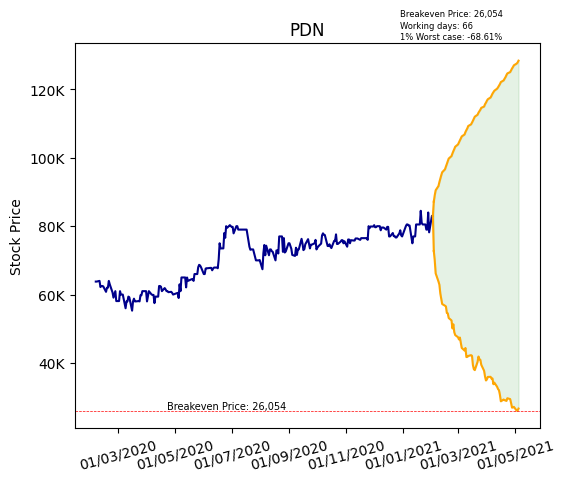 Breakeven Price: 26,054
Working days: 66
1% Worst case: -68.61%
PDN
Stock Price
120K
100K
80K
60K
40K
Breakeven Price: 26,054
01/03/2020
01/05/2020
01/07/2020
01/09/2020
01/11/2020
01/01/2021
01/03/2021
01/05/2021